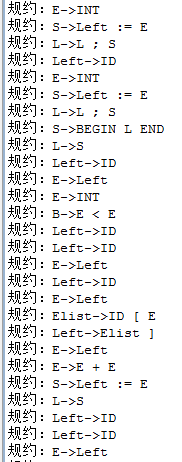 规约: E->INT
规约: S->Left := E
规约: L->L ; S
规约: Left->ID
规约: E->INT
规约: S->Left := E
规约: L->L ; S
规约: S->BEGIN L END
规约: L->S
规约: Left->ID
规约: E->Left
规约: E->INT
规约: B->E < E
规约: Left->ID
规约: Left->ID
规约: E->Left
规约: Left->ID
规约: E->Left
规约: Elist->ID [ E
规约: Left->Elist ]
规约: E->Left
规约: E->E + E
规约: S->Left := E
规约: L->S
规约: Left->ID
规约: Left->ID
规约: E->Left